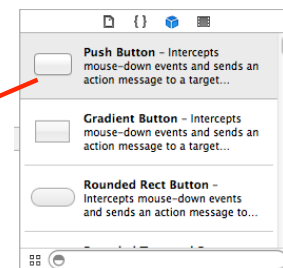 {}
Push Button – Intercepts
mouse-down events and sends an
action message to a target...
Gradient Button – Intercepts
mouse-down events and sends an
action message to a target...
Rounded Rect Button –
Intercepts mouse-down events
and sends an action message to...